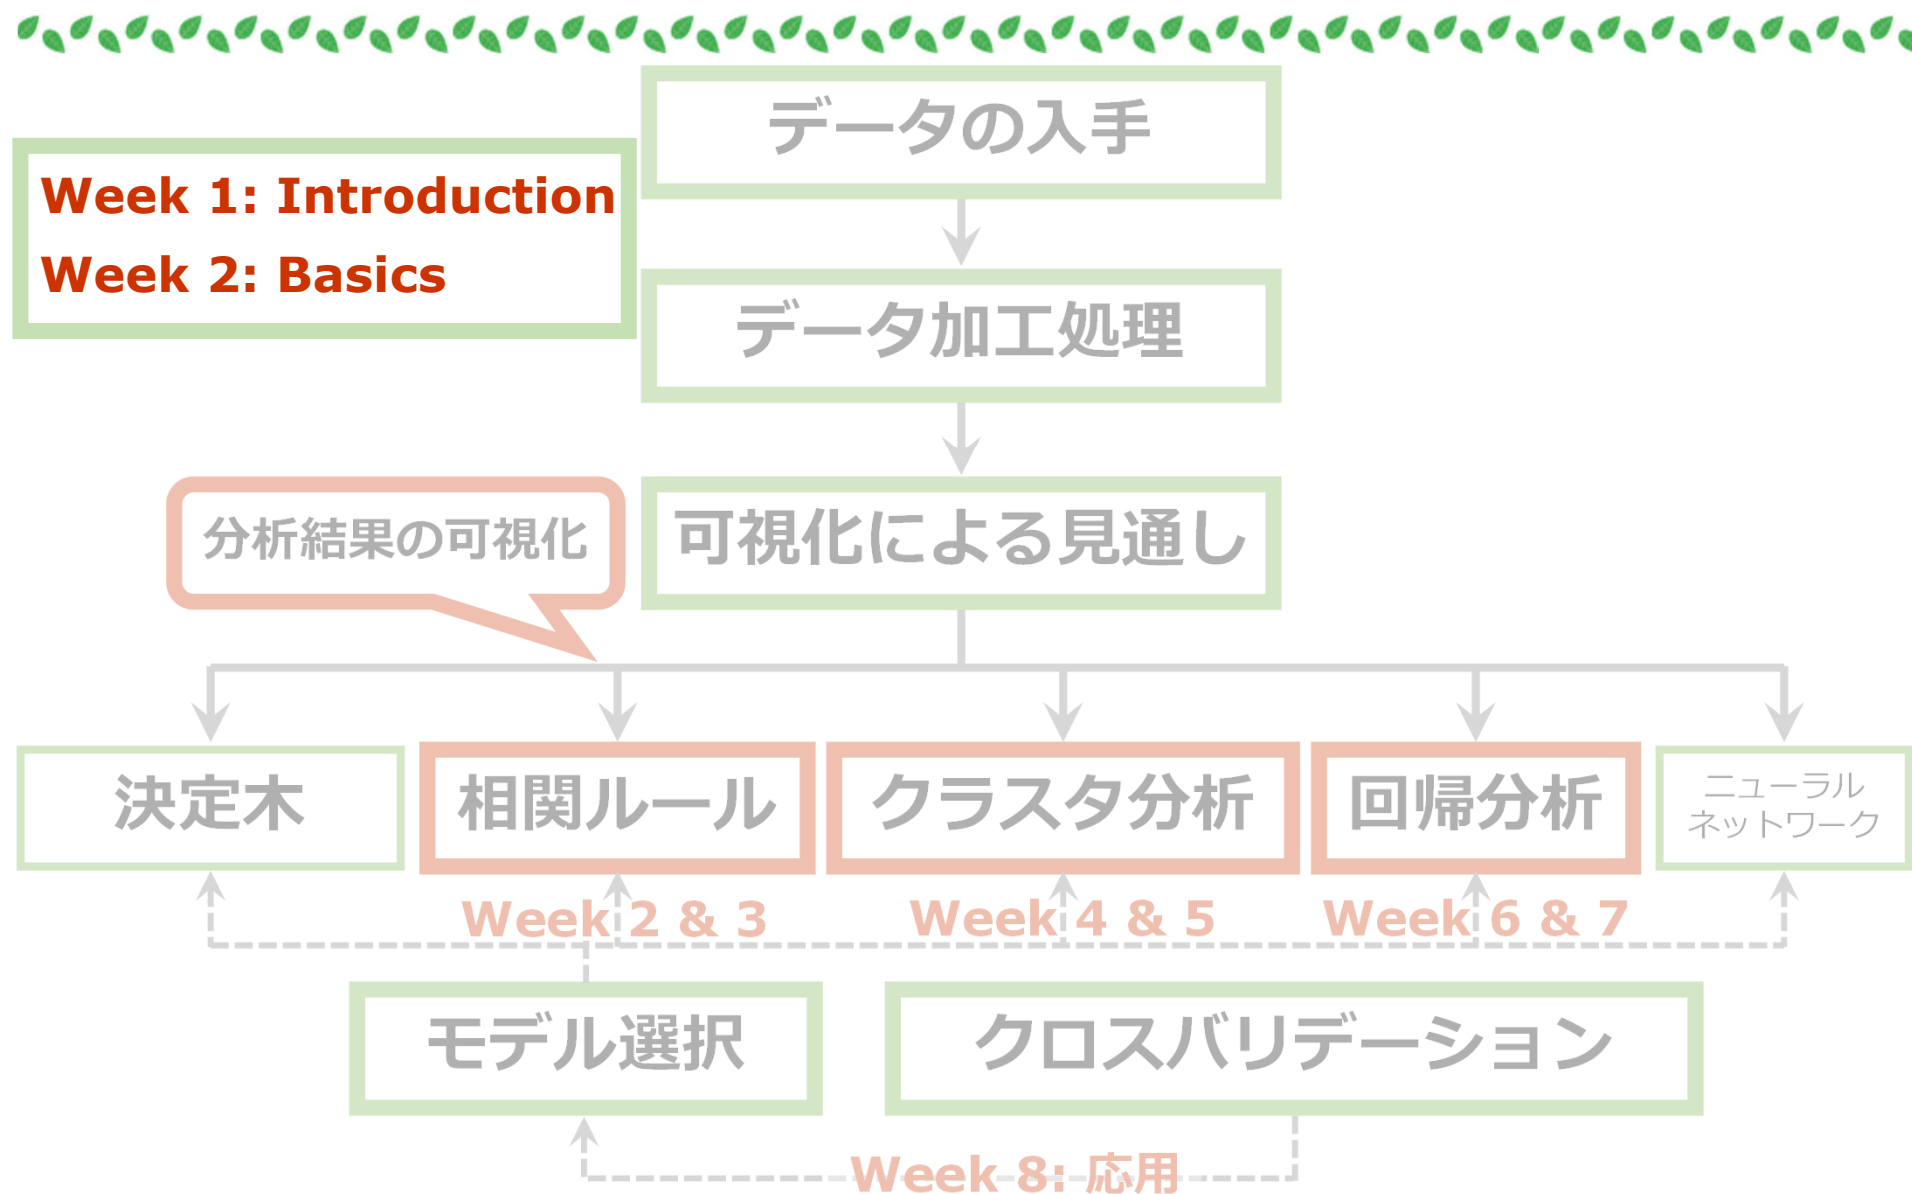 データの入手
Week 1: Introduction
Week 2: Basics
データ加工処理
分析結果の可視化
可視化による見通し
決定木
相関ルール
クラスタ分析
回帰分析
ニューラル
ネットワーク
Week 2 & 3
Week 4 & 5
Week 6 & 7
モデル選択
クロスバリデーション
Week 8: 応用